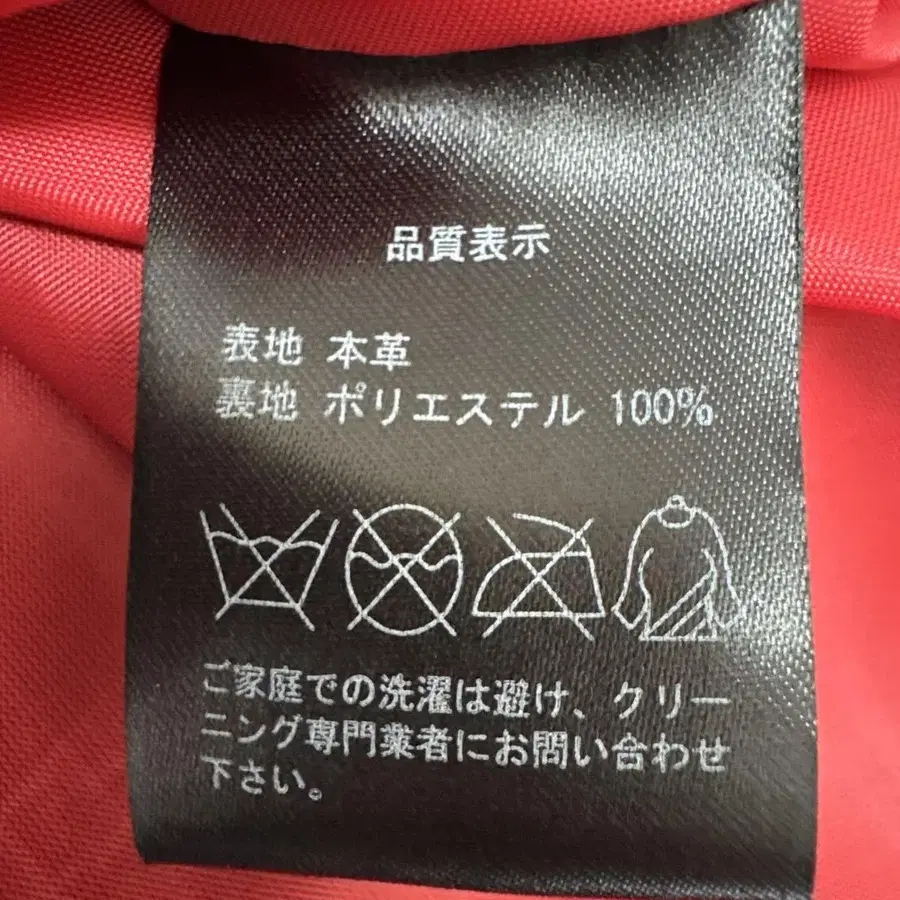 品質表示
表地 本革
裏地 ポリエステル 100%
ご家庭での洗濯は避け、クリー
ニング専門業者にお問い合わせ
下さい。